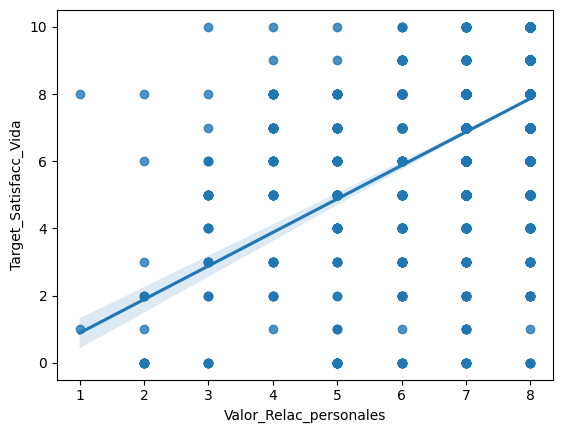 Target_Satisfacc_Vida
10
8
6
4
2
0
1 2 3 4 5 6 7 8
Valor_Relac_personales